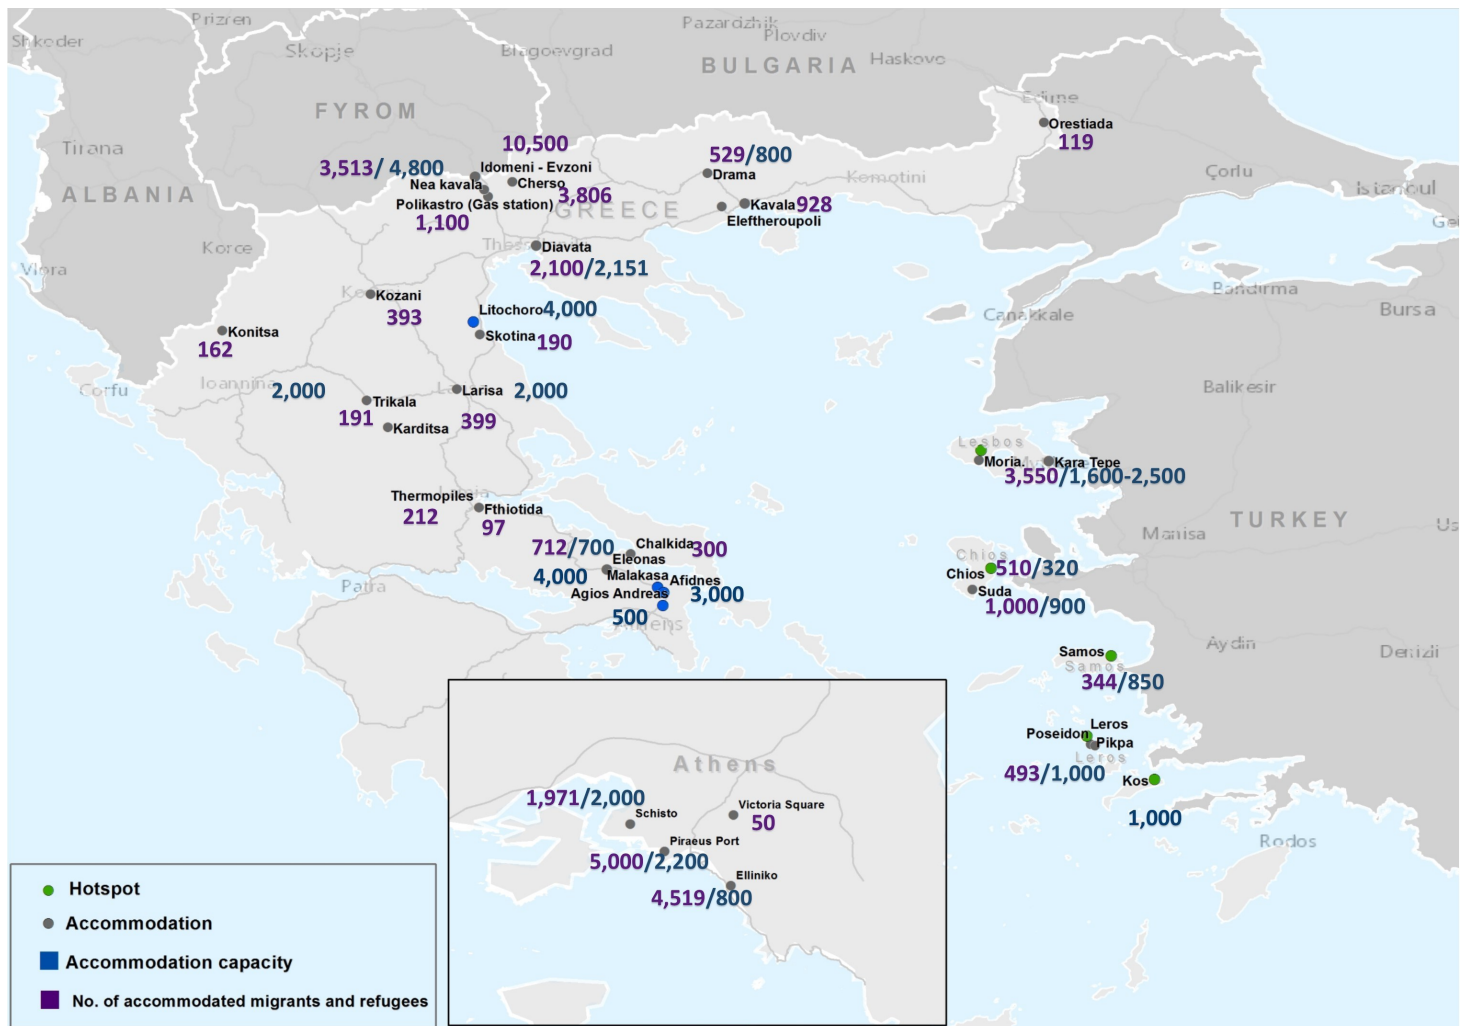 Prizren
Shkoder
Skopje
Blagoevgrad
Pazardzhik
Plovdiv
BULGARIA
Haskovo
FYROM
Edirne
Orestiada
119
Tirana
10,500
3,513/ 4,800
Idomeni - Evzoni
529/800
Drama
Nea kavala
Cherso
3,806
ALBANIA
Polikastro (Gas station)
1,100
GREECE
Kavala
928
Eleftheroupoli
Komotini
Çorlu
Istanbul
Korce
Vlora
Diavata
2,100/2,151
Kozani
393
Litochoro
4,000
Bandirma
Canakkale
Bursa
Konitsa
162
Skotina
190
Corfu
Ioannina
2,000
Trikala
191
Larisa
2,000
399
Karditsa
Balikesir
Lesbos
Moria.
Kara Tepe
3,550/1,600-2,500
Thermopiles
212
Fthiotida
97
TURKEY
Manisa
712/700
Chalkida
300
Eleonas
4,000
Malakasa
Afidnes
3,000
Agios Andreas
500
Athens
Patra
Chios
Chios
510/320
Suda
1,000/900
Samos
Samos
344/850
Aydin
Denizli
Leros
Poseidon
Pikpa
Leros
493/1,000
Kos
1,000
Rodos
Athens
1,971/2,000
Schisto
Victoria Square
50
Piraeus Port
5,000/2,200
Elliniko
4,519/800
Hotspot
Accommodation
Accommodation capacity
No. of accommodated migrants and refugees